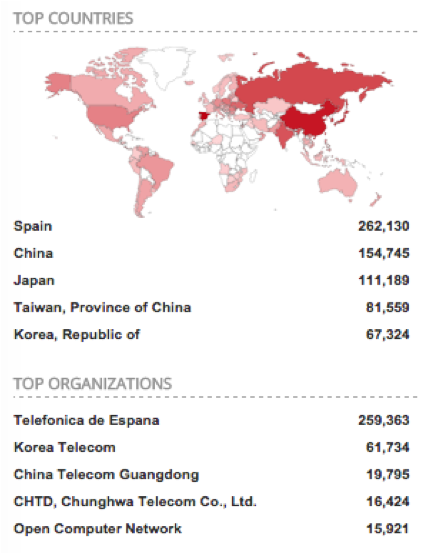 TOP COUNTRIES
Spain 262,130
China 154,745
Japan 111,189
Taiwan, Province of China 81,559
Korea, Republic of 67,324
TOP ORGANIZATIONS
Telefonica de Espana 259,363
Korea Telecom 61,734
China Telecom Guangdong 19,795
CHTD, Chunghwa Telecom Co., Ltd. 16,424
Open Computer Network 15,921